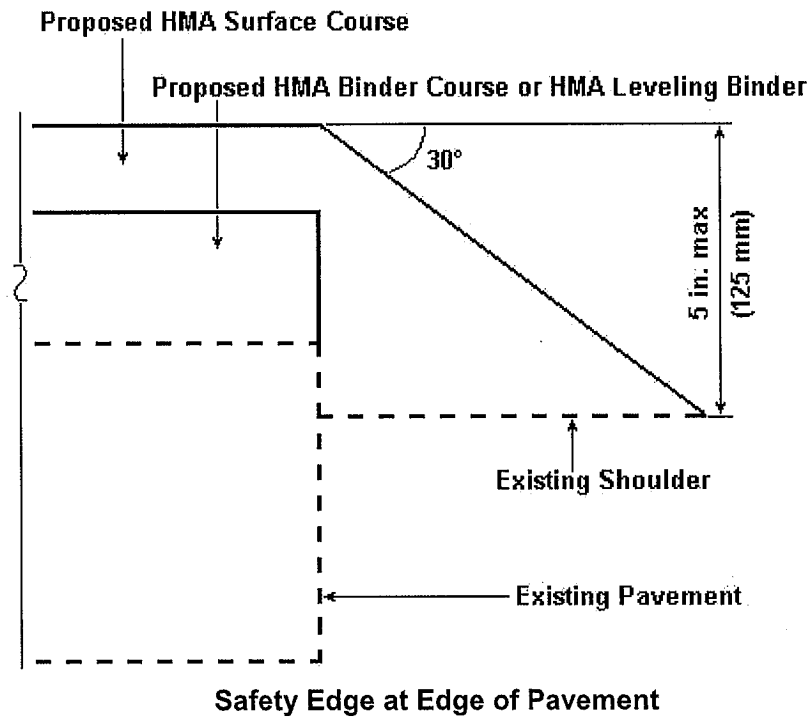 Proposed HMA Surface Course
Proposed HMA Binder Course or HMA Leveling Binder
30°
5 in. max
(125 mm)
Existing Shoulder
Existing Pavement
Safety Edge at Edge of Pavement